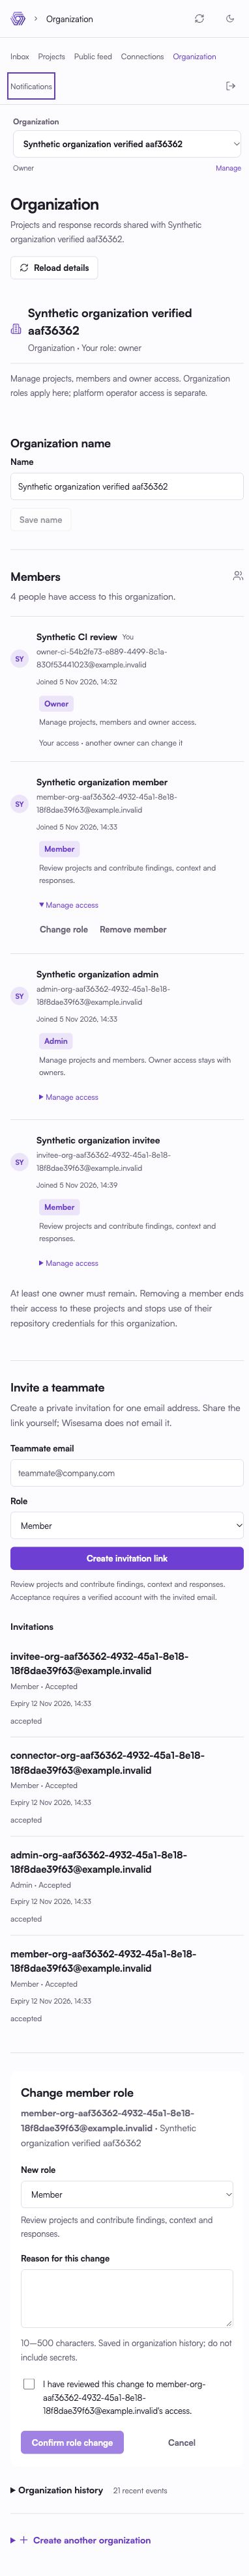 Organization
Inbox Projects Public feed Connections Organization
Notifications
Organization
Synthetic organization verified aaf36362
Owner Manage
Organization
Projects and response records shared with Synthetic
organization verified aaf36362.
Reload details
Synthetic organization verified
aaf36362
Organization · Your role: owner
Manage projects, members and owner access. Organization
roles apply here; platform operator access is separate.
Organization name
Name
Synthetic organization verified aaf36362
Save name
Members
4 people have access to this organization.
SY
Synthetic CI review You
owner-ci-54b2fe73-e889-4499-8c1a-
830f53441023@example.invalid
Joined 5 Nov 2026, 14:32
Owner
Manage projects, members and owner access.
Your access · another owner can change it
SY
Synthetic organization member
member-org-aaf36362-4932-45a1-8e18-
18f8dae39f63@example.invalid
Joined 5 Nov 2026, 14:33
Member
Review projects and contribute findings, context and
responses.
Manage access
Change role Remove member
SY
Synthetic organization admin
admin-org-aaf36362-4932-45a1-8e18-
18f8dae39f63@example.invalid
Joined 5 Nov 2026, 14:33
Admin
Manage projects and members. Owner access stays with
owners.
Manage access
SY
Synthetic organization invitee
invitee-org-aaf36362-4932-45a1-8e18-
18f8dae39f63@example.invalid
Joined 5 Nov 2026, 14:39
Member
Review projects and contribute findings, context and
responses.
Manage access
At least one owner must remain. Removing a member ends
their access to these projects and stops use of their
repository credentials for this organization.
Invite a teammate
Create a private invitation for one email address. Share the
link yourself; Wisesama does not email it.
Teammate email
teammate@company.com
Role
Member
Create invitation link
Review projects and contribute findings, context and responses.
Acceptance requires a verified account with the invited email.
Invitations
invitee-org-aaf36362-4932-45a1-8e18-
18f8dae39f63@example.invalid
Member · Accepted
Expiry 12 Nov 2026, 14:33
accepted
connector-org-aaf36362-4932-45a1-8e18-
18f8dae39f63@example.invalid
Member · Accepted
Expiry 12 Nov 2026, 14:33
accepted
admin-org-aaf36362-4932-45a1-8e18-
18f8dae39f63@example.invalid
Admin · Accepted
Expiry 12 Nov 2026, 14:33
accepted
member-org-aaf36362-4932-45a1-8e18-
18f8dae39f63@example.invalid
Member · Accepted
Expiry 12 Nov 2026, 14:33
accepted
Change member role
member-org-aaf36362-4932-45a1-8e18-
18f8dae39f63@example.invalid · Synthetic
organization verified aaf36362
New role
Member
Review projects and contribute findings, context and
responses.
Reason for this change
10–500 characters. Saved in organization history; do not
include secrets.
I have reviewed this change to member-org-
aaf36362-4932-45a1-8e18-
18f8dae39f63@example.invalid's access.
Confirm role change Cancel
Organization history 21 recent events
Create another organization